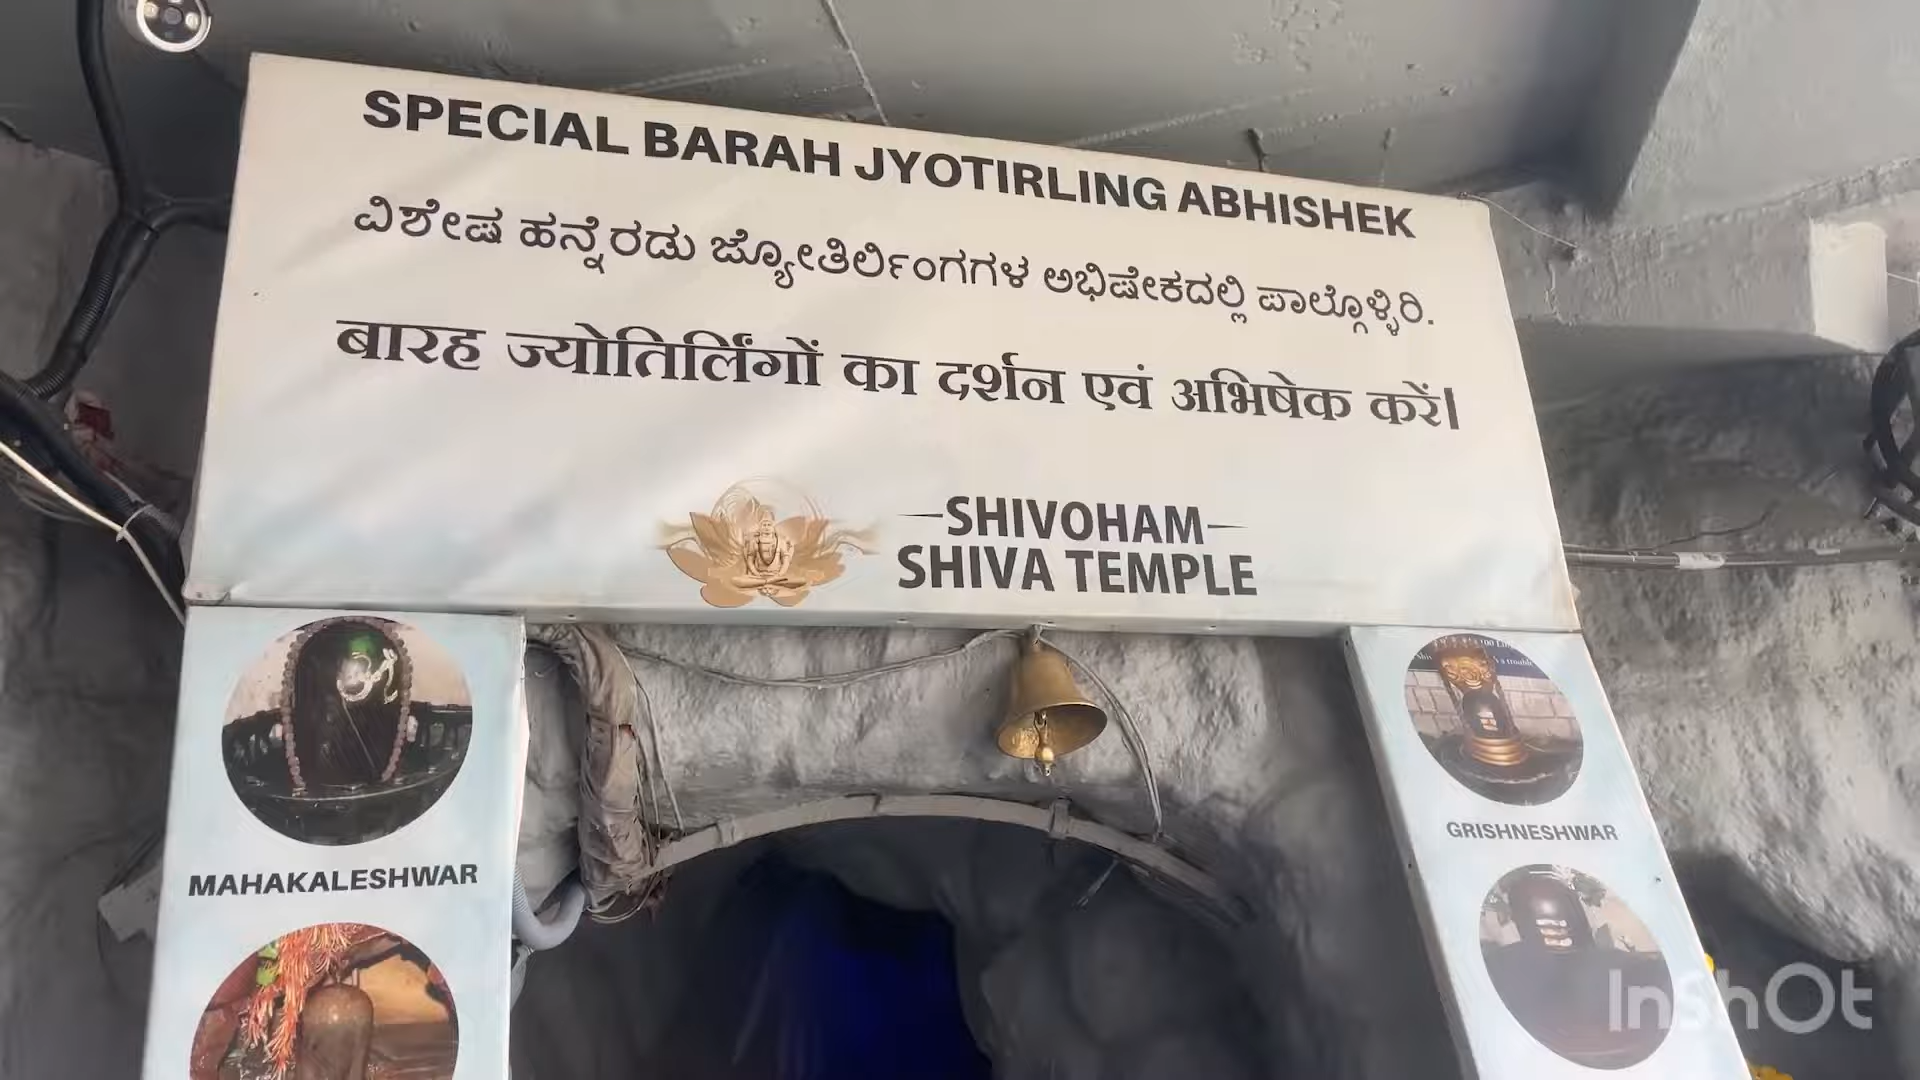 SPECIAL BARAH JYOTIRLING ABHISHEK
ವಿಶೇಷ ಹನ್ನೆರಡು ಜ್ಯೋತಿರ್ಲಿಂಗಗಳ ಅಭಿಷೇಕದಲ್ಲಿ ಪಾಲ್ಗೊಳ್ಳಿರಿ.
बारह ज्योतिर्लिंगों का दर्शन एवं अभिषेक करें।
SHIVOHAM
SHIVA TEMPLE
MAHAKALESHWAR
GRISHNESHWAR
InShOt